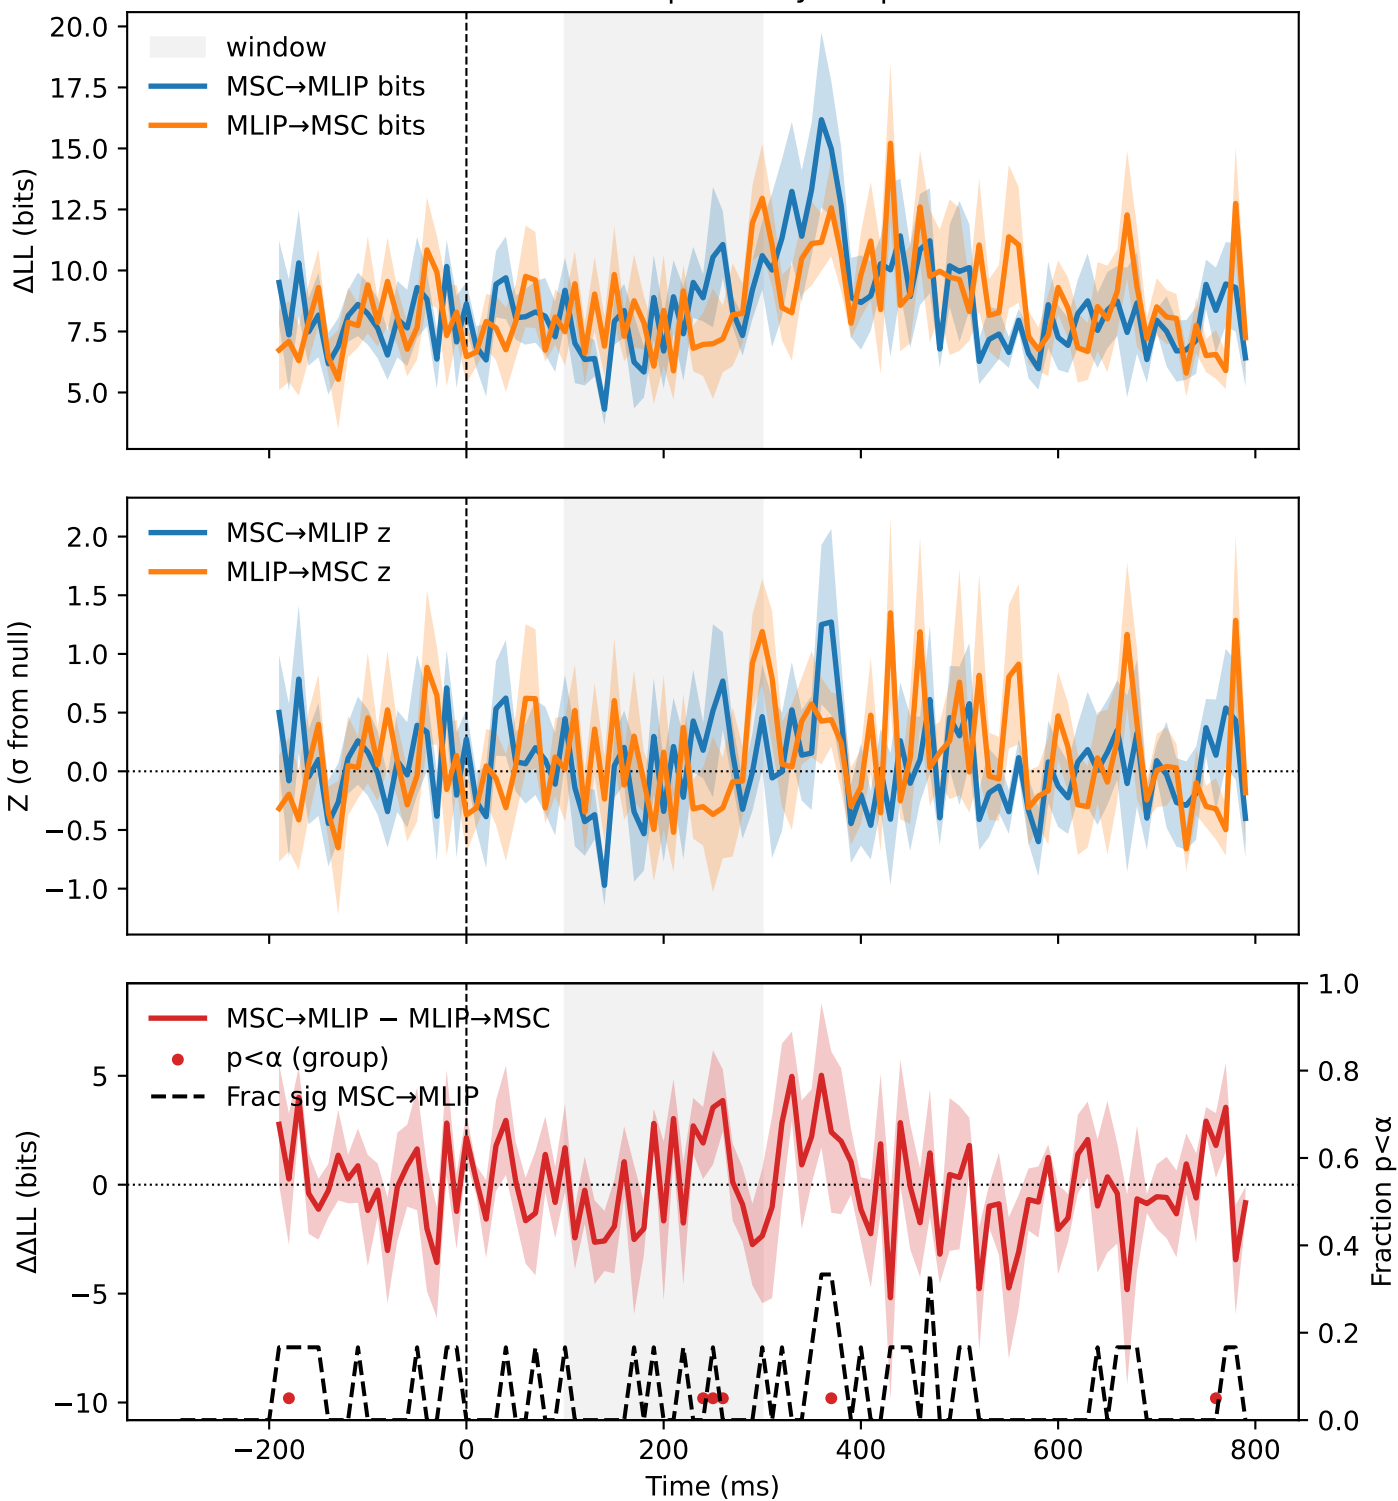 20.0
17.5
15.0
12.5
10.0
7.5
5.0
ΔLL (bits)
window
MSC→MLIP bits
MLIP→MSC bits
2.0
1.5
1.0
0.5
0.0
−0.5
−1.0
Z (σ from null)
MSC→MLIP z
MLIP→MSC z
5
0
−5
−10
ΔΔLL (bits)
MSC→MLIP − MLIP→MSC
p<α (group)
Frac sig MSC→MLIP
1.0
0.8
0.6
0.4
0.2
0.0
Fraction p<α
−200 0 200 400 600 800
Time (ms)